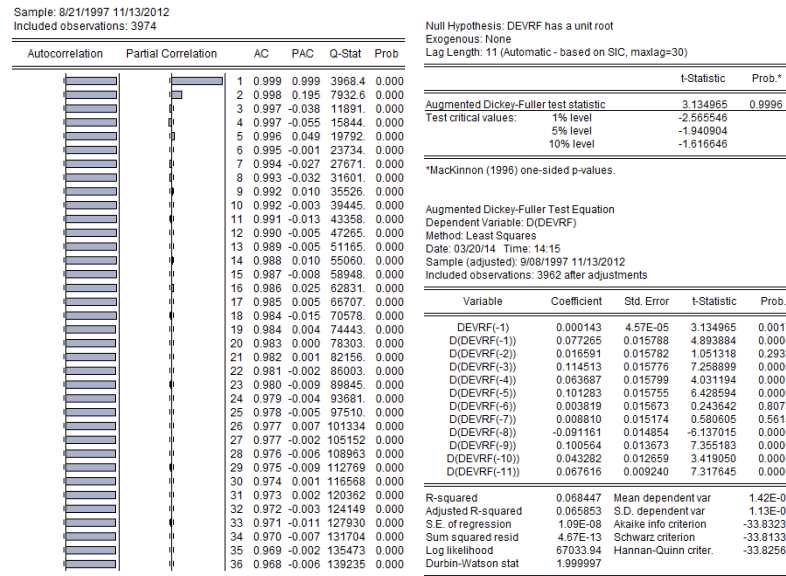 Sample: 8/21/1997 11/13/2012
Included observations: 3974
Autocorrelation Partial Correlation AC PAC Q-Stat Prob
1 0.999 0.999 3968.4 0.000
2 0.998 0.195 7932.6 0.000
3 0.997 -0.038 11891. 0.000
4 0.997 -0.055 15844. 0.000
5 0.996 0.049 19792. 0.000
6 0.995 -0.001 23734. 0.000
7 0.994 -0.027 27671. 0.000
8 0.993 -0.032 31601. 0.000
9 0.992 0.010 35526. 0.000
10 0.992 -0.003 39445. 0.000
11 0.991 -0.013 43358. 0.000
12 0.990 -0.005 47265. 0.000
13 0.989 -0.005 51165. 0.000
14 0.988 0.010 55060. 0.000
15 0.987 -0.008 58948. 0.000
16 0.986 0.025 62831. 0.000
17 0.985 0.005 66707. 0.000
18 0.984 -0.015 70578. 0.000
19 0.984 0.004 74443. 0.000
20 0.983 0.000 78303. 0.000
21 0.982 0.001 82156. 0.000
22 0.981 -0.002 86003. 0.000
23 0.980 -0.009 89845. 0.000
24 0.979 -0.004 93681. 0.000
25 0.978 -0.005 97510. 0.000
26 0.977 0.007 101334 0.000
27 0.977 -0.002 105152 0.000
28 0.976 -0.006 108963 0.000
29 0.975 -0.009 112769 0.000
30 0.974 0.001 116568 0.000
31 0.973 0.002 120362 0.000
32 0.972 -0.003 124149 0.000
33 0.971 -0.011 127930 0.000
34 0.970 -0.007 131704 0.000
35 0.969 -0.002 135473 0.000
36 0.968 -0.006 139235 0.000
Null Hypothesis: DEVRF has a unit root
Exogenous: None
Lag Length: 11 (Automatic - based on SIC, maxlag=30)
t-Statistic Prob.*
Augmented Dickey-Fuller test statistic 3.134965 0.9996
Test critical values: 1% level -2.565546
5% level -1.940904
10% level -1.616646
*MacKinnon (1996) one-sided p-values.
Augmented Dickey-Fuller Test Equation
Dependent Variable: D(DEVRF)
Method: Least Squares
Date: 03/20/14 Time: 14:15
Sample (adjusted): 9/08/1997 11/13/2012
Included observations: 3962 after adjustments
Variable Coefficient Std. Error t-Statistic Prob.
DEVRF(-1) 0.000143 4.57E-05 3.134965 0.001
D(DEVRF(-1)) 0.077265 0.015788 4.893884 0.000
D(DEVRF(-2)) 0.016591 0.015782 1.051318 0.293
D(DEVRF(-3)) 0.114513 0.015776 7.258899 0.000
D(DEVRF(-4)) 0.063687 0.015799 4.031194 0.000
D(DEVRF(-5)) 0.101283 0.015755 6.428594 0.000
D(DEVRF(-6)) 0.003819 0.015673 0.243642 0.807
D(DEVRF(-7)) 0.008810 0.015174 0.580605 0.561
D(DEVRF(-8)) -0.091161 0.014854 -6.137015 0.000
D(DEVRF(-9)) 0.100564 0.013673 7.355183 0.000
D(DEVRF(-10)) 0.043282 0.012659 3.419050 0.000
D(DEVRF(-11)) 0.067616 0.009240 7.317645 0.000
R-squared 0.068447 Mean dependent var 1.42E-0
Adjusted R-squared 0.065853 S.D. dependent var 1.13E-0
S.E. of regression 1.09E-08 Akaike info criterion -33.8323
Sum squared resid 4.67E-13 Schwarz criterion -33.8133
Log likelihood 67033.94 Hannan-Quinn criter. -33.8256
Durbin-Watson stat 1.999997